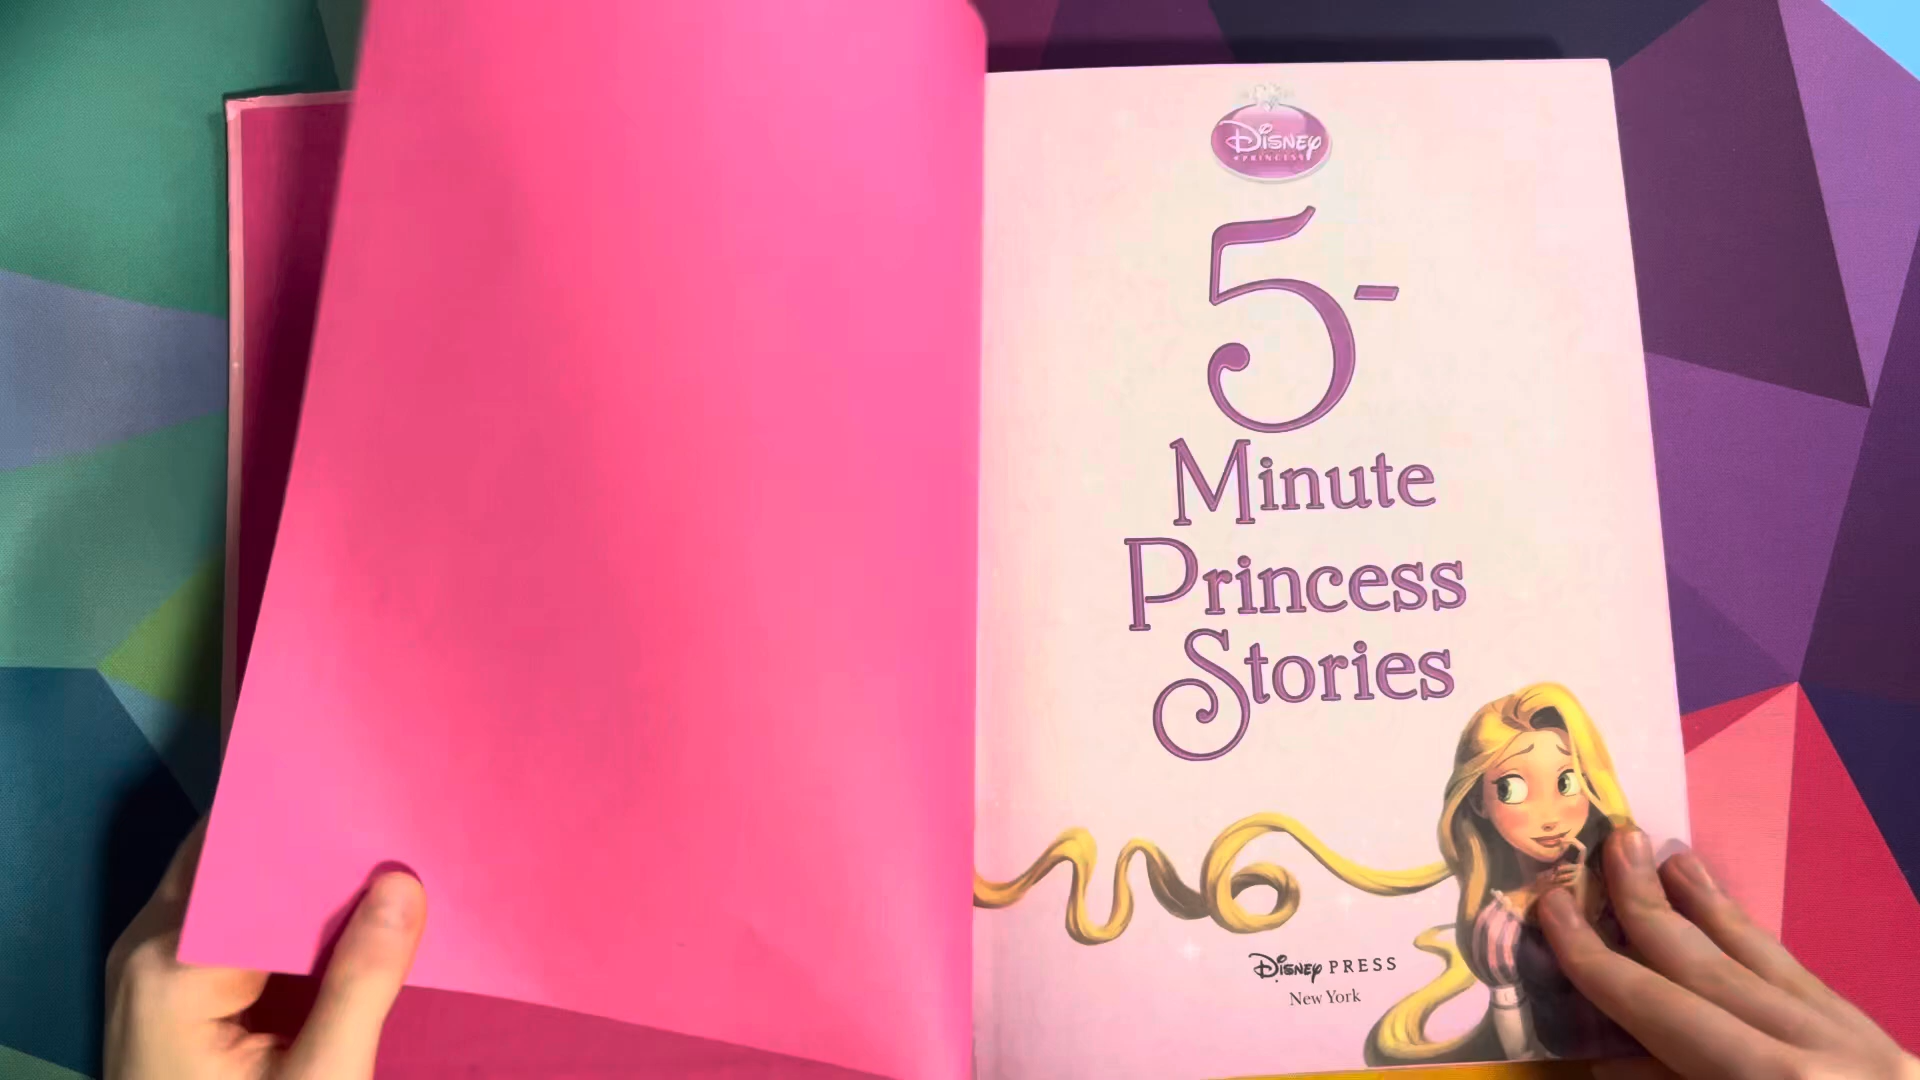 Disney
PRINCESS
5-
Minute
Princess
Stories
Disney PRESS
New York